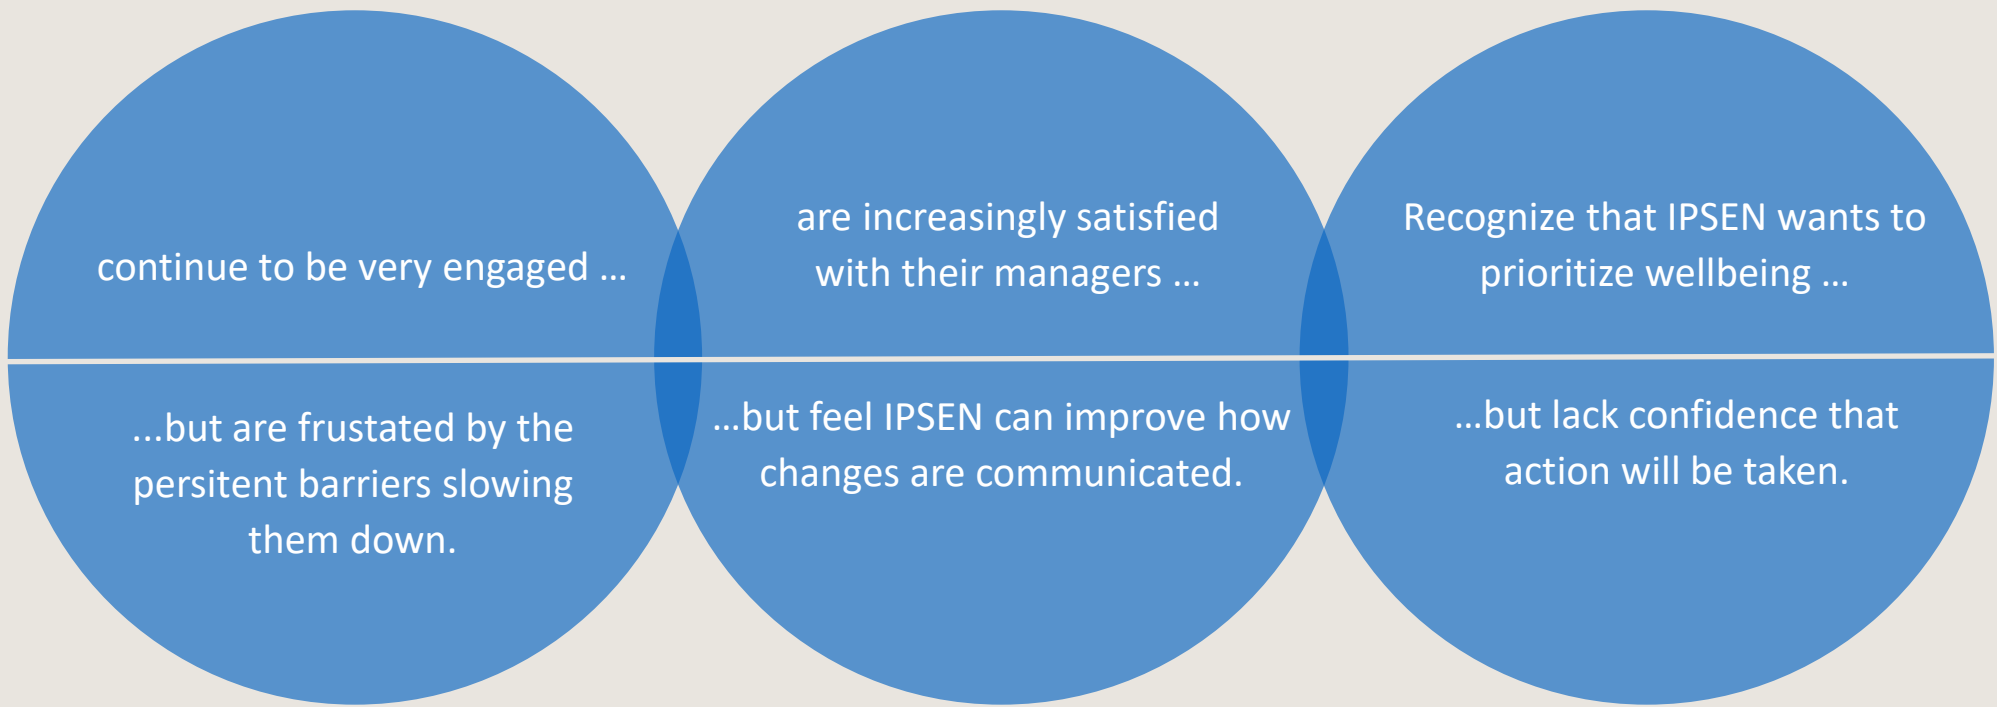 continue to be very engaged ...
...but are frustated by the
persitent barriers slowing
them down.
are increasingly satisfied
with their managers ...
...but feel IPSEN can improve how
changes are communicated.
Recognize that IPSEN wants to
prioritize wellbeing ...
...but lack confidence that
action will be taken.